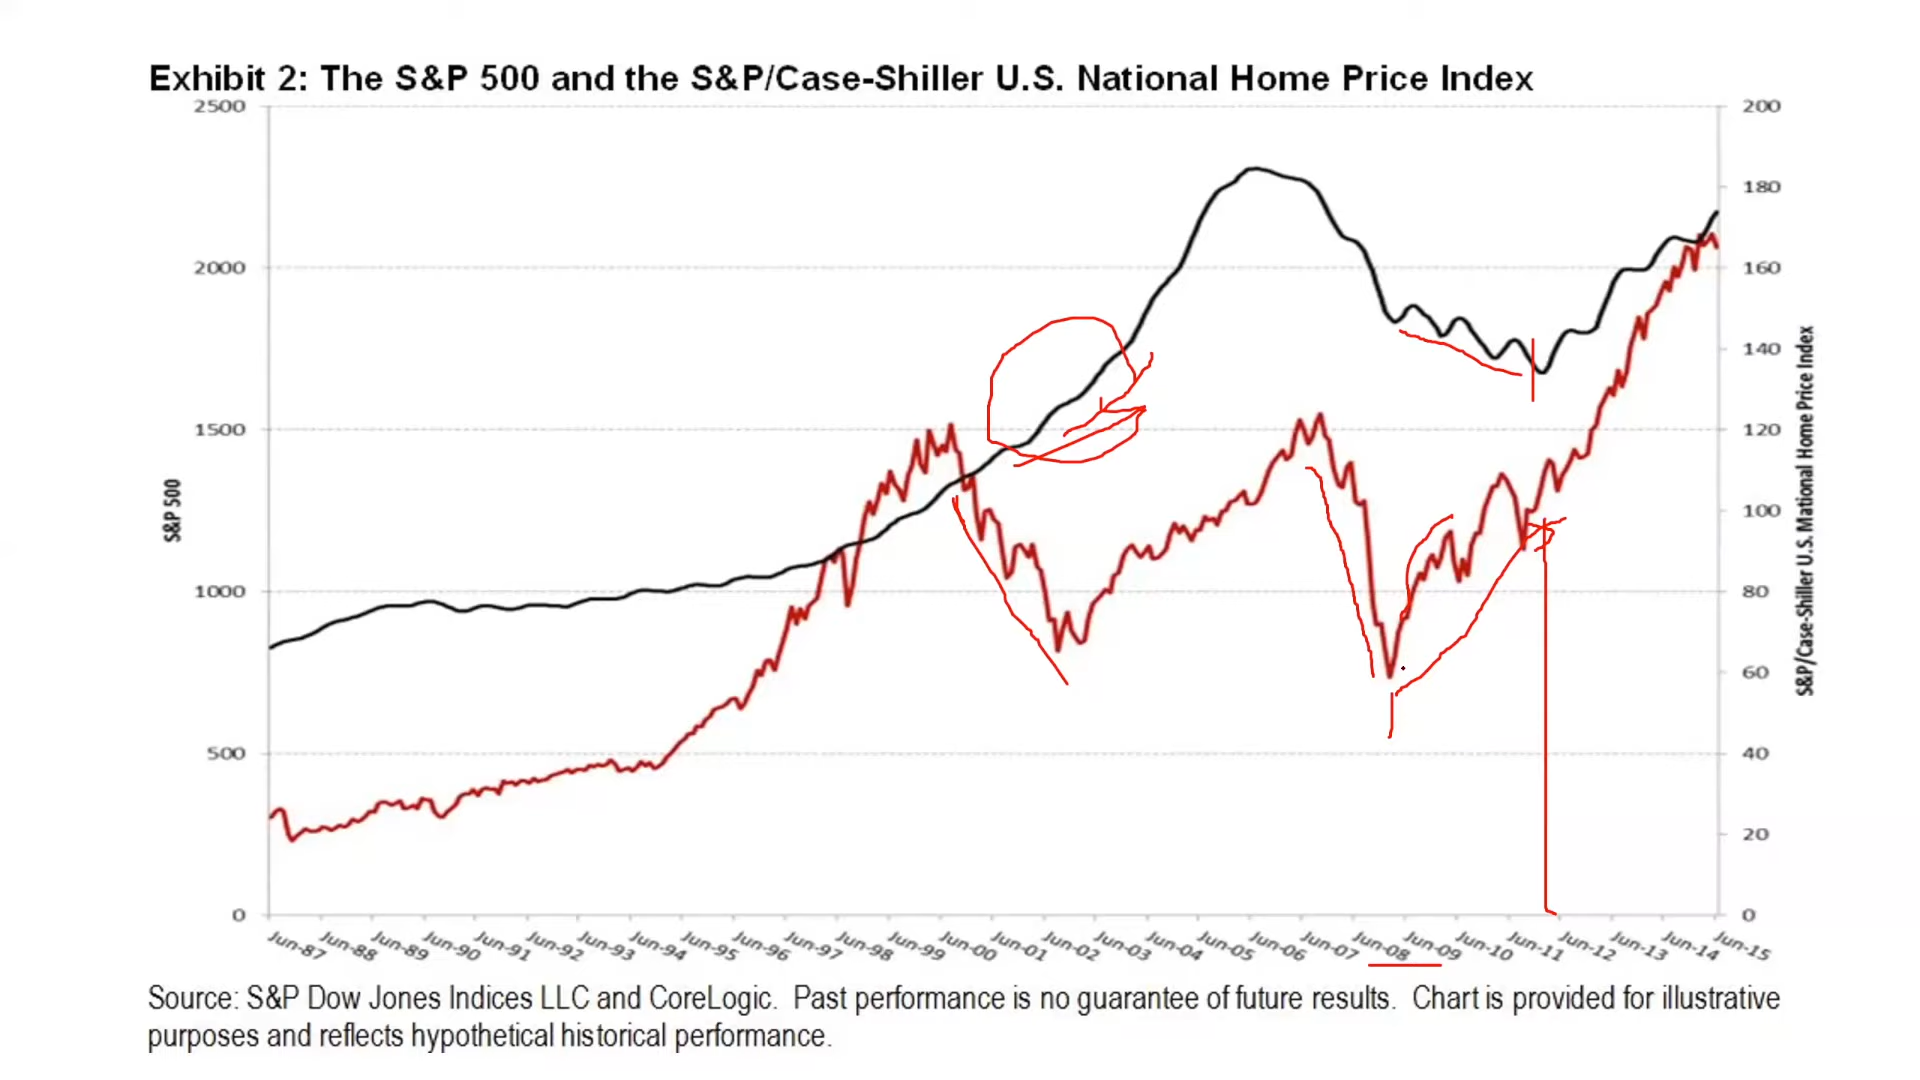 Exhibit 2: The S&P 500 and the S&P/Case-Shiller U.S. National Home Price Index
2500
2000
1500
1000
500
0
200
180
160
140
120
100
80
60
40
20
0
S&P 500
S&P/Case-Shiller U.S. Mational Home Price Index
Jun-87
Jun-88
Jun-89
Jun-90
Jun-91
Jun-92
Jun-93
Jun-94
Jun-95
Jun-96
Jun-97
Jun-98
Jun-99
Jun-00
Jun-01
Jun-02
Jun-03
Jun-04
Jun-05
Jun-06
Jun-07
Jun-08
Jun-09
Jun-10
Jun-11
Jun-12
Jun-13
Jun-14
Jun-15
Source: S&P Dow Jones Indices LLC and CoreLogic. Past performance is no guarantee of future results. Chart is provided for illustrative
purposes and reflects hypothetical historical performance.